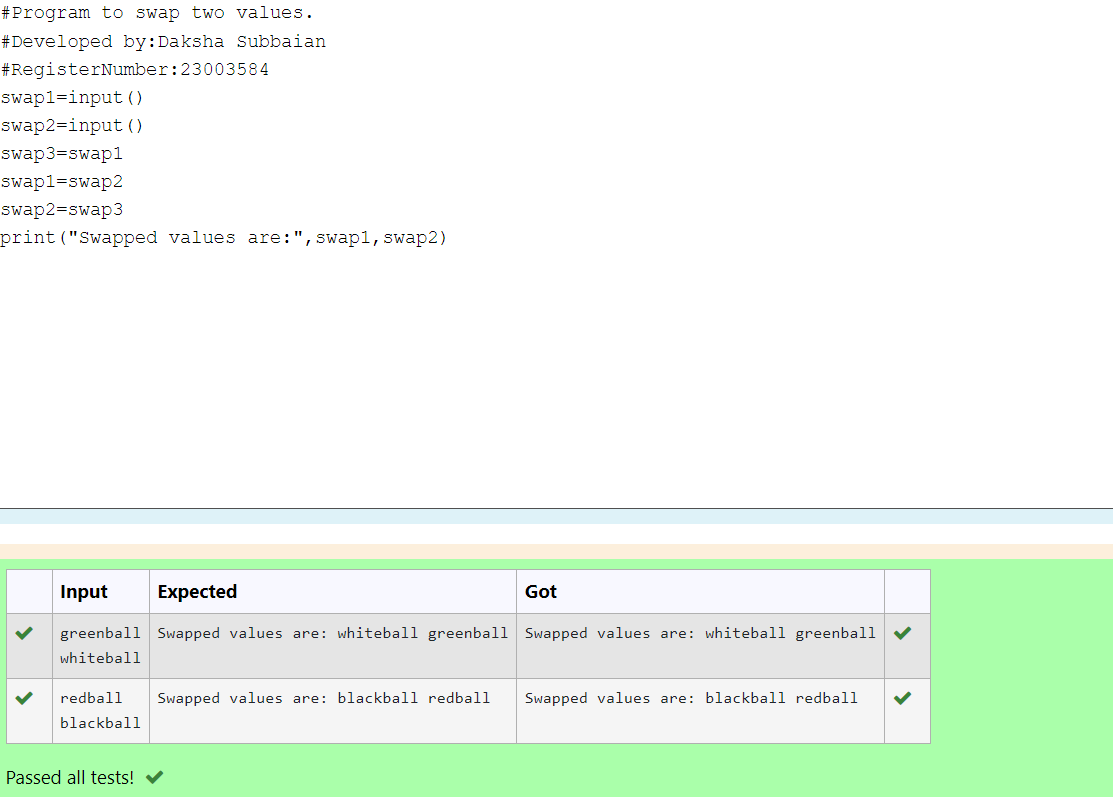 #Program to swap two values.
#Developed by:Daksha Subbaian
#RegisterNumber:23003584
swap1=input()
swap2=input()
swap3=swap1
swap1=swap2
swap2=swap3
print("Swapped values are:",swap1,swap2)
Input Expected Got
greenball Swapped values are: whiteball greenball Swapped values are: whiteball greenball
whiteball
redball Swapped values are: blackball redball Swapped values are: blackball redball
blackball
Passed all tests!